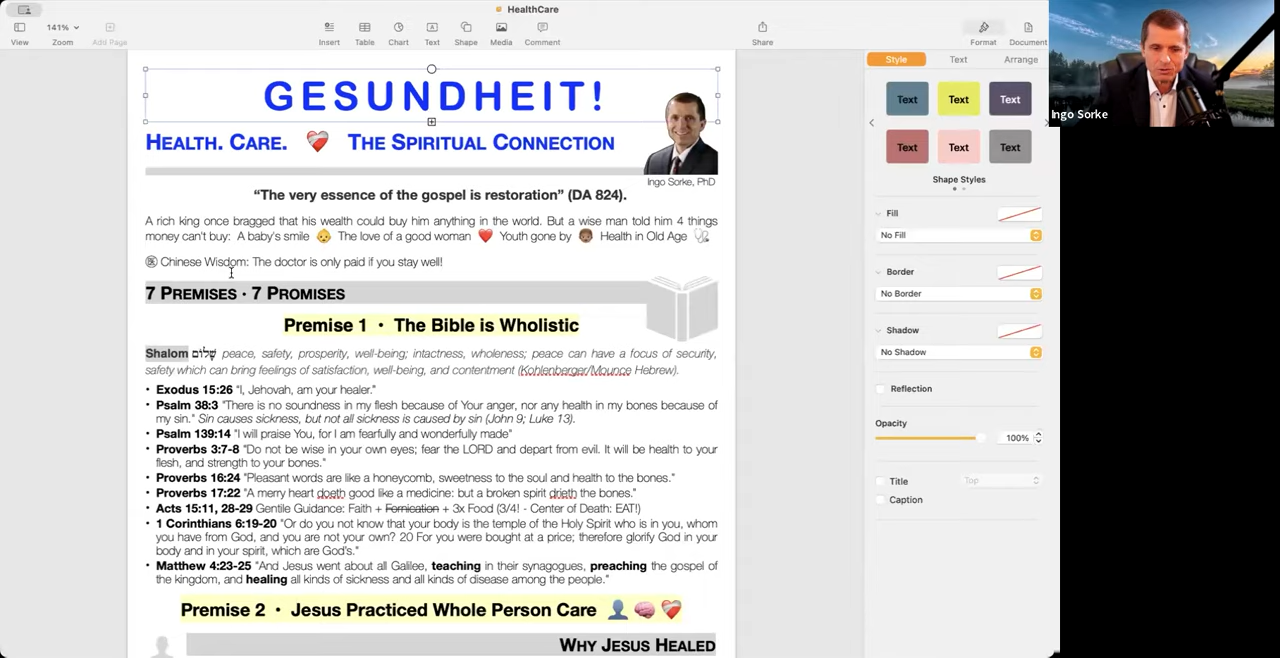 HealthCare
141%
View
Zoom
Add Page
Insert
Table
Chart
Text
Shape
Media
Comment
Share
Format
Document
GESUNDHEIT!
HEALTH. CARE. THE SPIRITUAL CONNECTION
Ingo Sorke, PhD
“The very essence of the gospel is restoration” (DA 824).
A rich king once bragged that his wealth could buy him anything in the world. But a wise man told him 4 things
money can't buy: A baby's smile The love of a good woman Youth gone by Health in Old Age
Chinese Wisdom: The doctor is only paid if you stay well!
7 PREMISES · 7 PROMISES
Premise 1 • The Bible is Wholistic
Shalom שָׁלוֹם peace, safety, prosperity, well-being; intactness, wholeness; peace can have a focus of security,
safety which can bring feelings of satisfaction, well-being, and contentment (Kohlenberger/Mounce Hebrew).
• Exodus 15:26 "I, Jehovah, am your healer."
• Psalm 38:3 "There is no soundness in my flesh because of Your anger, nor any health in my bones because of
my sin." Sin causes sickness, but not all sickness is caused by sin (John 9; Luke 13).
• Psalm 139:14 "I will praise You, for I am fearfully and wonderfully made"
• Proverbs 3:7-8 "Do not be wise in your own eyes; fear the LORD and depart from evil. It will be health to your
flesh, and strength to your bones."
• Proverbs 16:24 "Pleasant words are like a honeycomb, sweetness to the soul and health to the bones."
• Proverbs 17:22 "A merry heart doeth good like a medicine: but a broken spirit drieth the bones."
• Acts 15:11, 28-29 Gentile Guidance: Faith + Fornication + 3x Food (3/4! - Center of Death: EAT!)
• 1 Corinthians 6:19-20 "Or do you not know that your body is the temple of the Holy Spirit who is in you, whom
you have from God, and you are not your own? 20 For you were bought at a price; therefore glorify God in your
body and in your spirit, which are God's."
• Matthew 4:23-25 "And Jesus went about all Galilee, teaching in their synagogues, preaching the gospel of
the kingdom, and healing all kinds of sickness and all kinds of disease among the people."
Premise 2 • Jesus Practiced Whole Person Care
WHY JESUS HEALED
Style
Text
Arrange
Text
Text
Text
Text
Text
Text
Shape Styles
Fill
No Fill
Border
No Border
Shadow
No Shadow
Reflection
Opacity
100%
Title
Top
Caption
Ingo Sorke